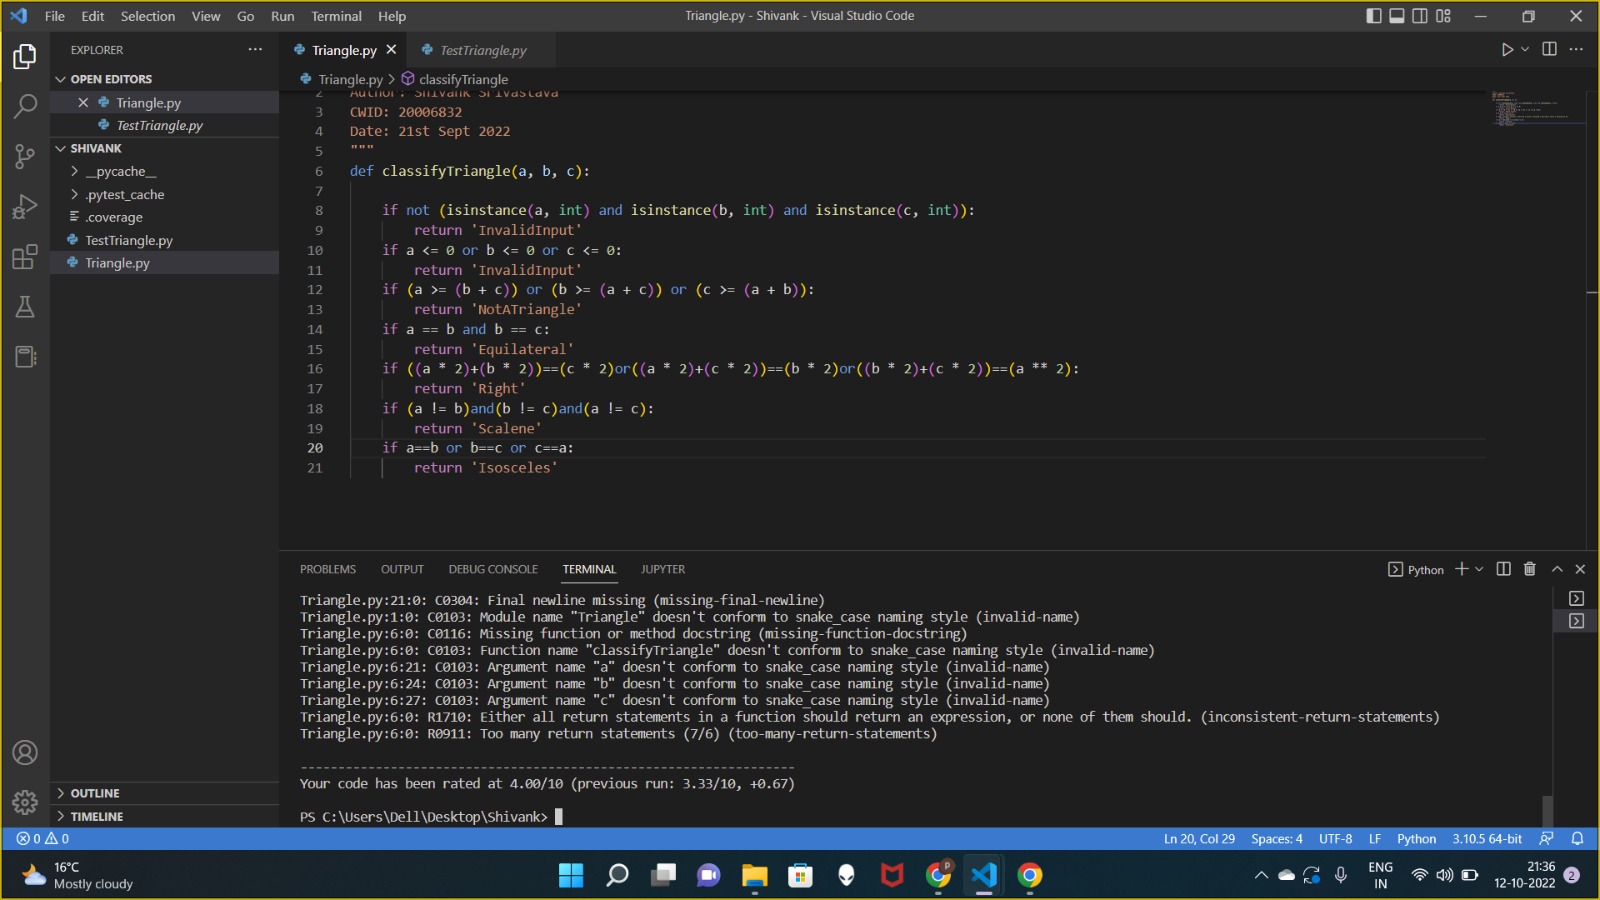 File Edit Selection View Go Run Terminal Help
Triangle.py - Shivank - Visual Studio Code
EXPLORER
OPEN EDITORS
Triangle.py
TestTriangle.py
SHIVANK
__pycache__
.pytest_cache
.coverage
TestTriangle.py
Triangle.py
OUTLINE
TIMELINE
Triangle.py TestTriangle.py
Triangle.py > classifyTriangle
2 Author: Shivank Srivastava
3 CWID: 20006832
4 Date: 21st Sept 2022
5 """
6 def classifyTriangle(a, b, c):
7
8 if not (isinstance(a, int) and isinstance(b, int) and isinstance(c, int)):
9 return 'InvalidInput'
10 if a <= 0 or b <= 0 or c <= 0:
11 return 'InvalidInput'
12 if (a >= (b + c)) or (b >= (a + c)) or (c >= (a + b)):
13 return 'NotATriangle'
14 if a == b and b == c:
15 return 'Equilateral'
16 if ((a * 2)+(b * 2))==(c * 2)or((a * 2)+(c * 2))==(b * 2)or((b * 2)+(c * 2))==(a ** 2):
17 return 'Right'
18 if (a != b)and(b != c)and(a != c):
19 return 'Scalene'
20 if a==b or b==c or c==a:
21 return 'Isosceles'
PROBLEMS OUTPUT DEBUG CONSOLE TERMINAL JUPYTER
Python
Triangle.py:21:0: C0304: Final newline missing (missing-final-newline)
Triangle.py:1:0: C0103: Module name "Triangle" doesn't conform to snake_case naming style (invalid-name)
Triangle.py:6:0: C0116: Missing function or method docstring (missing-function-docstring)
Triangle.py:6:0: C0103: Function name "classifyTriangle" doesn't conform to snake_case naming style (invalid-name)
Triangle.py:6:21: C0103: Argument name "a" doesn't conform to snake_case naming style (invalid-name)
Triangle.py:6:24: C0103: Argument name "b" doesn't conform to snake_case naming style (invalid-name)
Triangle.py:6:27: C0103: Argument name "c" doesn't conform to snake_case naming style (invalid-name)
Triangle.py:6:0: R1710: Either all return statements in a function should return an expression, or none of them should. (inconsistent-return-statements)
Triangle.py:6:0: R0911: Too many return statements (7/6) (too-many-return-statements)
------------------------------------------------------------------
Your code has been rated at 4.00/10 (previous run: 3.33/10, +0.67)
PS C:\Users\Dell\Desktop\Shivank>
0 0
Ln 20, Col 29 Spaces: 4 UTF-8 LF Python 3.10.5 64-bit
16°C
Mostly cloudy
P
ENG
IN
21:36
12-10-2022
2